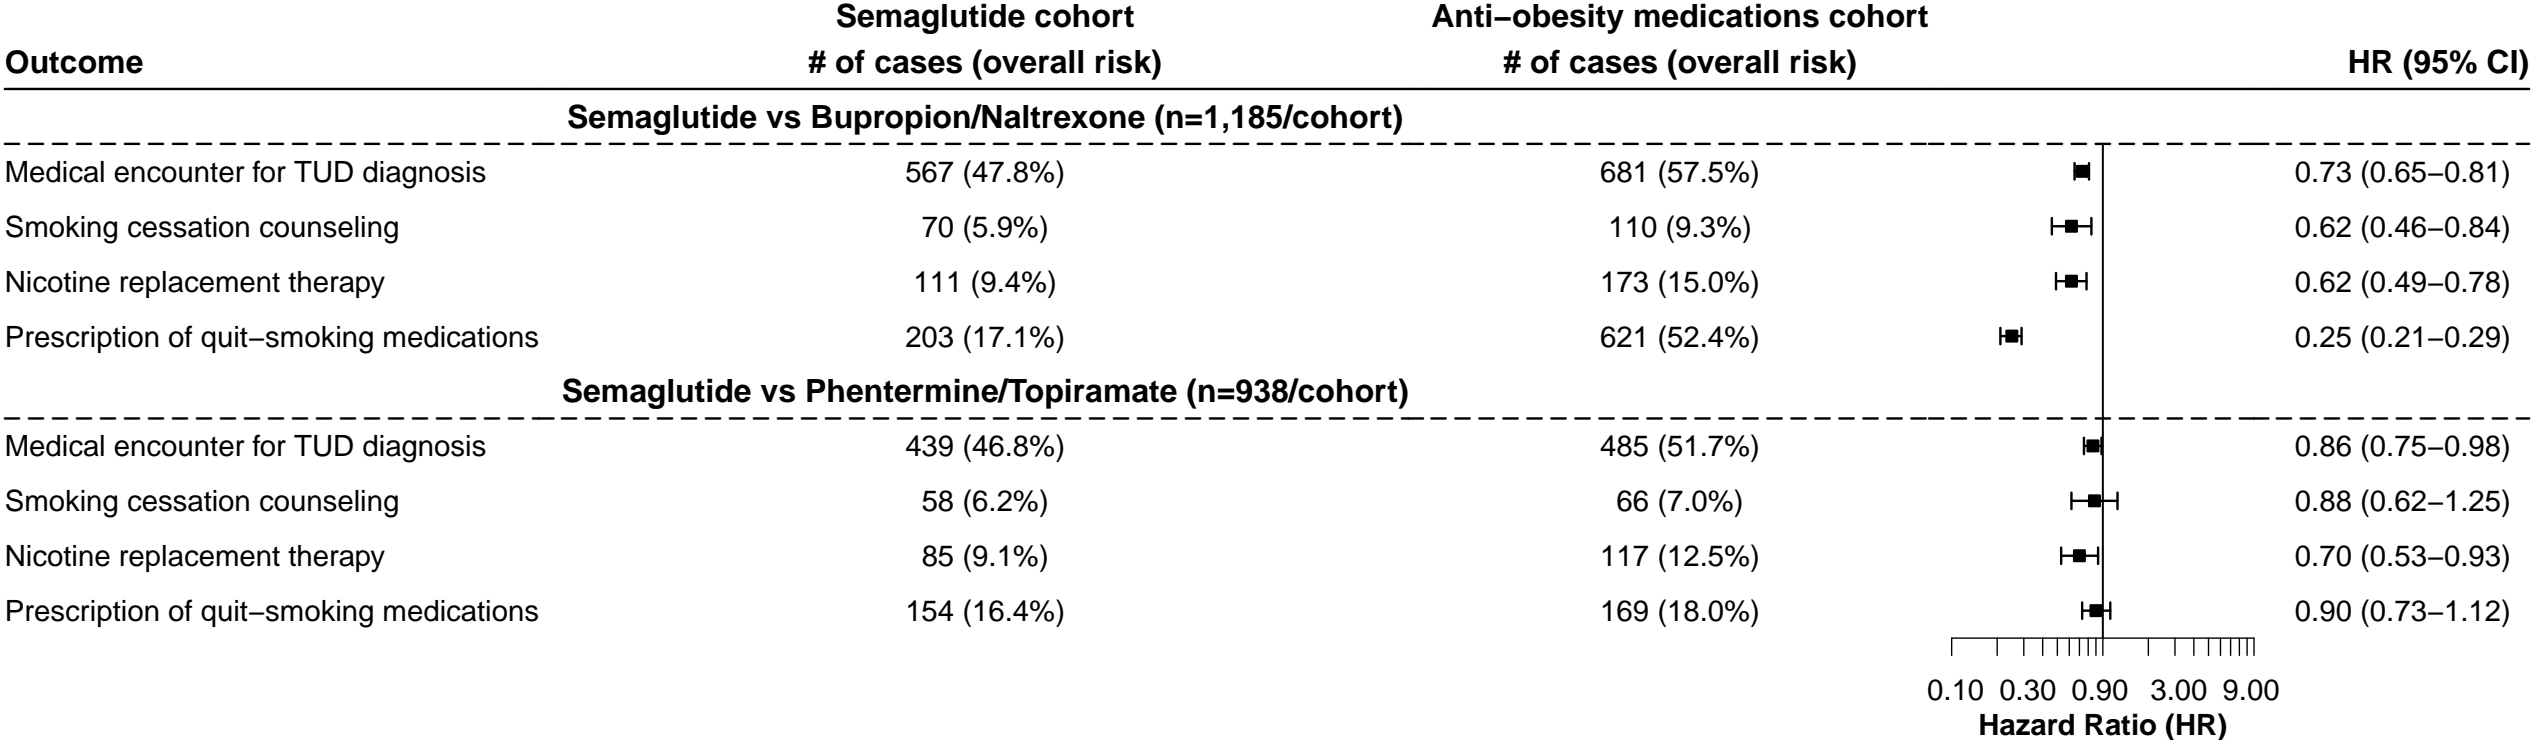 Semaglutide cohort Anti−obesity medications cohort
Outcome # of cases (overall risk) # of cases (overall risk) HR (95% CI)
Semaglutide vs Bupropion/Naltrexone (n=1,185/cohort)
Medical encounter for TUD diagnosis 567 (47.8%) 681 (57.5%) 0.73 (0.65−0.81)
Smoking cessation counseling 70 (5.9%) 110 (9.3%) 0.62 (0.46−0.84)
Nicotine replacement therapy 111 (9.4%) 173 (15.0%) 0.62 (0.49−0.78)
Prescription of quit−smoking medications 203 (17.1%) 621 (52.4%) 0.25 (0.21−0.29)
Semaglutide vs Phentermine/Topiramate (n=938/cohort)
Medical encounter for TUD diagnosis 439 (46.8%) 485 (51.7%) 0.86 (0.75−0.98)
Smoking cessation counseling 58 (6.2%) 66 (7.0%) 0.88 (0.62−1.25)
Nicotine replacement therapy 85 (9.1%) 117 (12.5%) 0.70 (0.53−0.93)
Prescription of quit−smoking medications 154 (16.4%) 169 (18.0%) 0.90 (0.73−1.12)
0.10 0.30 0.90 3.00 9.00
Hazard Ratio (HR)